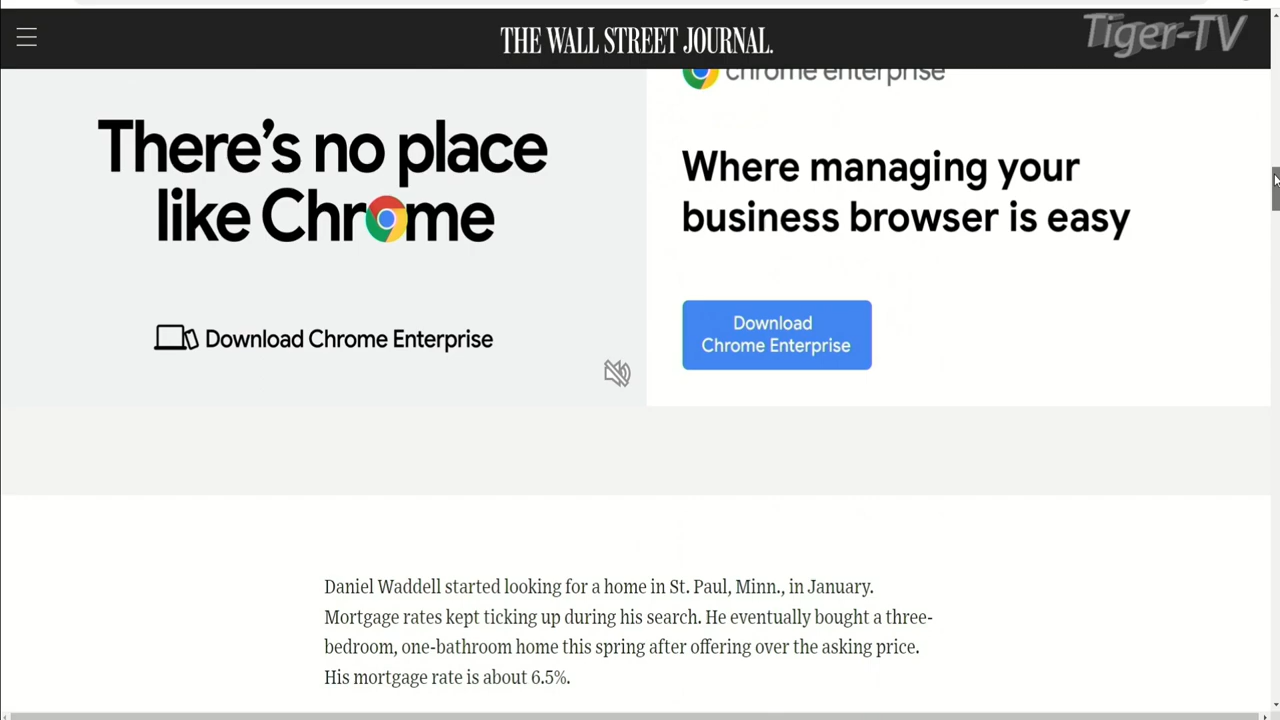 THE WALL STREET JOURNAL.
Tiger-TV
chrome enterprise
There's no place
like Chrome
Download Chrome Enterprise
Where managing your
business browser is easy
Download
Chrome Enterprise
Daniel Waddell started looking for a home in St. Paul, Minn., in January.
Mortgage rates kept ticking up during his search. He eventually bought a three-
bedroom, one-bathroom home this spring after offering over the asking price.
His mortgage rate is about 6.5%.